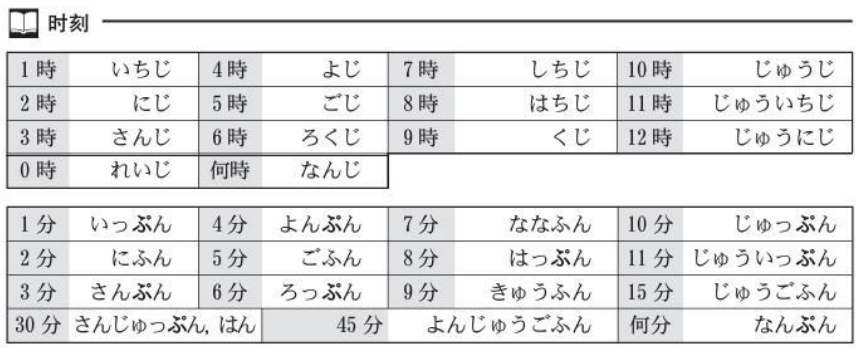 时刻
1時 いちじ 4時 よじ 7時 しちじ 10時 じゅうじ
2時 にじ 5時 ごじ 8時 はちじ 11時 じゅういちじ
3時 さんじ 6時 ろくじ 9時 くじ 12時 じゅうにじ
0時 れいじ 何時 なんじ
1分 いっぷん 4分 よんぷん 7分 ななふん 10分 じゅっぷん
2分 にふん 5分 ごふん 8分 はっぷん 11分 じゅういっぷん
3分 さんぷん 6分 ろっぷん 9分 きゅうふん 15分 じゅうごふん
30分 さんじゅっぷん, はん 45分 よんじゅうごふん 何分 なんぷん